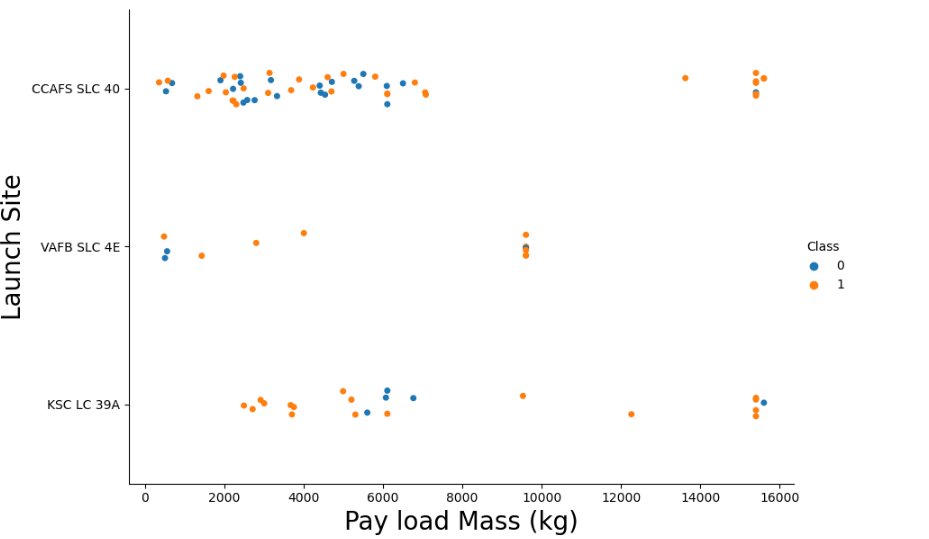 Launch Site
CCAFS SLC 40
VAFB SLC 4E
KSC LC 39A
0 2000 4000 6000 8000 10000 12000 14000 16000
Pay load Mass (kg)
Class
0
1